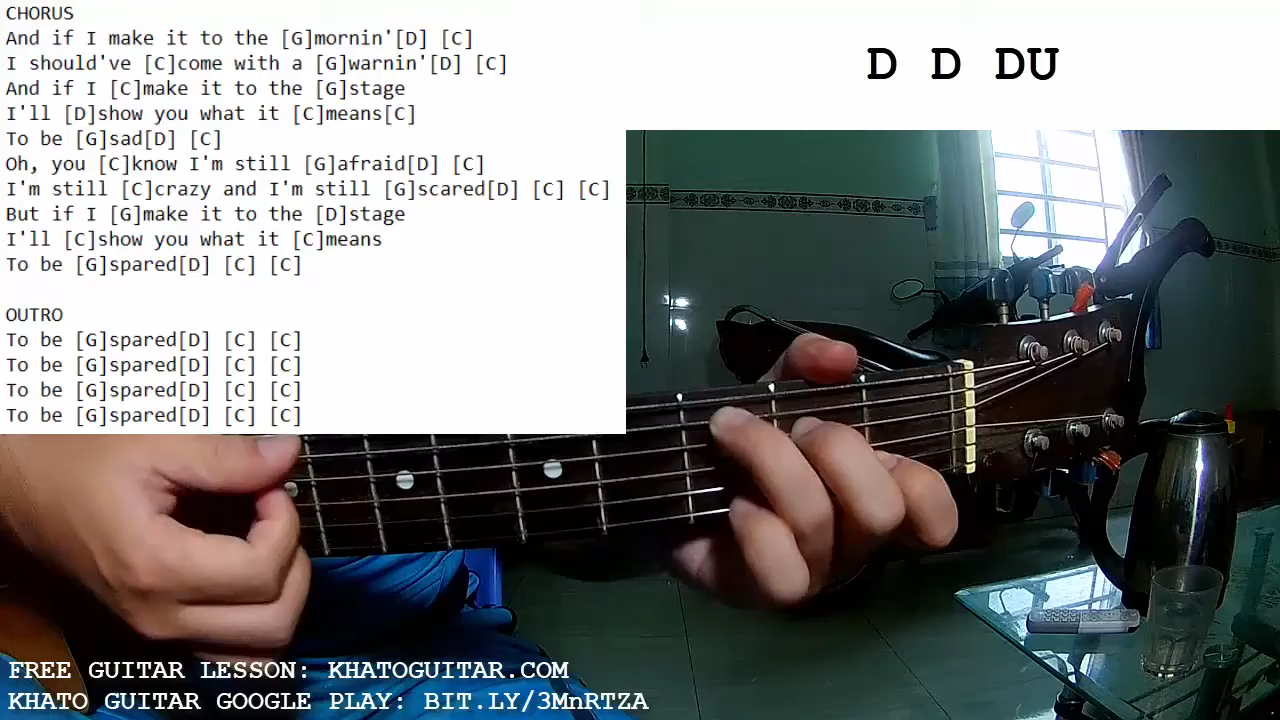 CHORUS
And if I make it to the [G]mornin'[D] [C]
I should've [C]come with a [G]warnin'[D] [C]
And if I [C]make it to the [G]stage
I'll [D]show you what it [C]means[C]
To be [G]sad[D] [C]
Oh, you [C]know I'm still [G]afraid[D] [C]
I'm still [C]crazy and I'm still [G]scared[D] [C] [C]
But if I [G]make it to the [D]stage
I'll [C]show you what it [C]means
To be [G]spared[D] [C] [C]
OUTRO
To be [G]spared[D] [C] [C]
To be [G]spared[D] [C] [C]
To be [G]spared[D] [C] [C]
To be [G]spared[D] [C] [C]
D D DU
FREE GUITAR LESSON: KHATOGUITAR.COM
KHATO GUITAR GOOGLE PLAY: BIT.LY/3MnRTZA